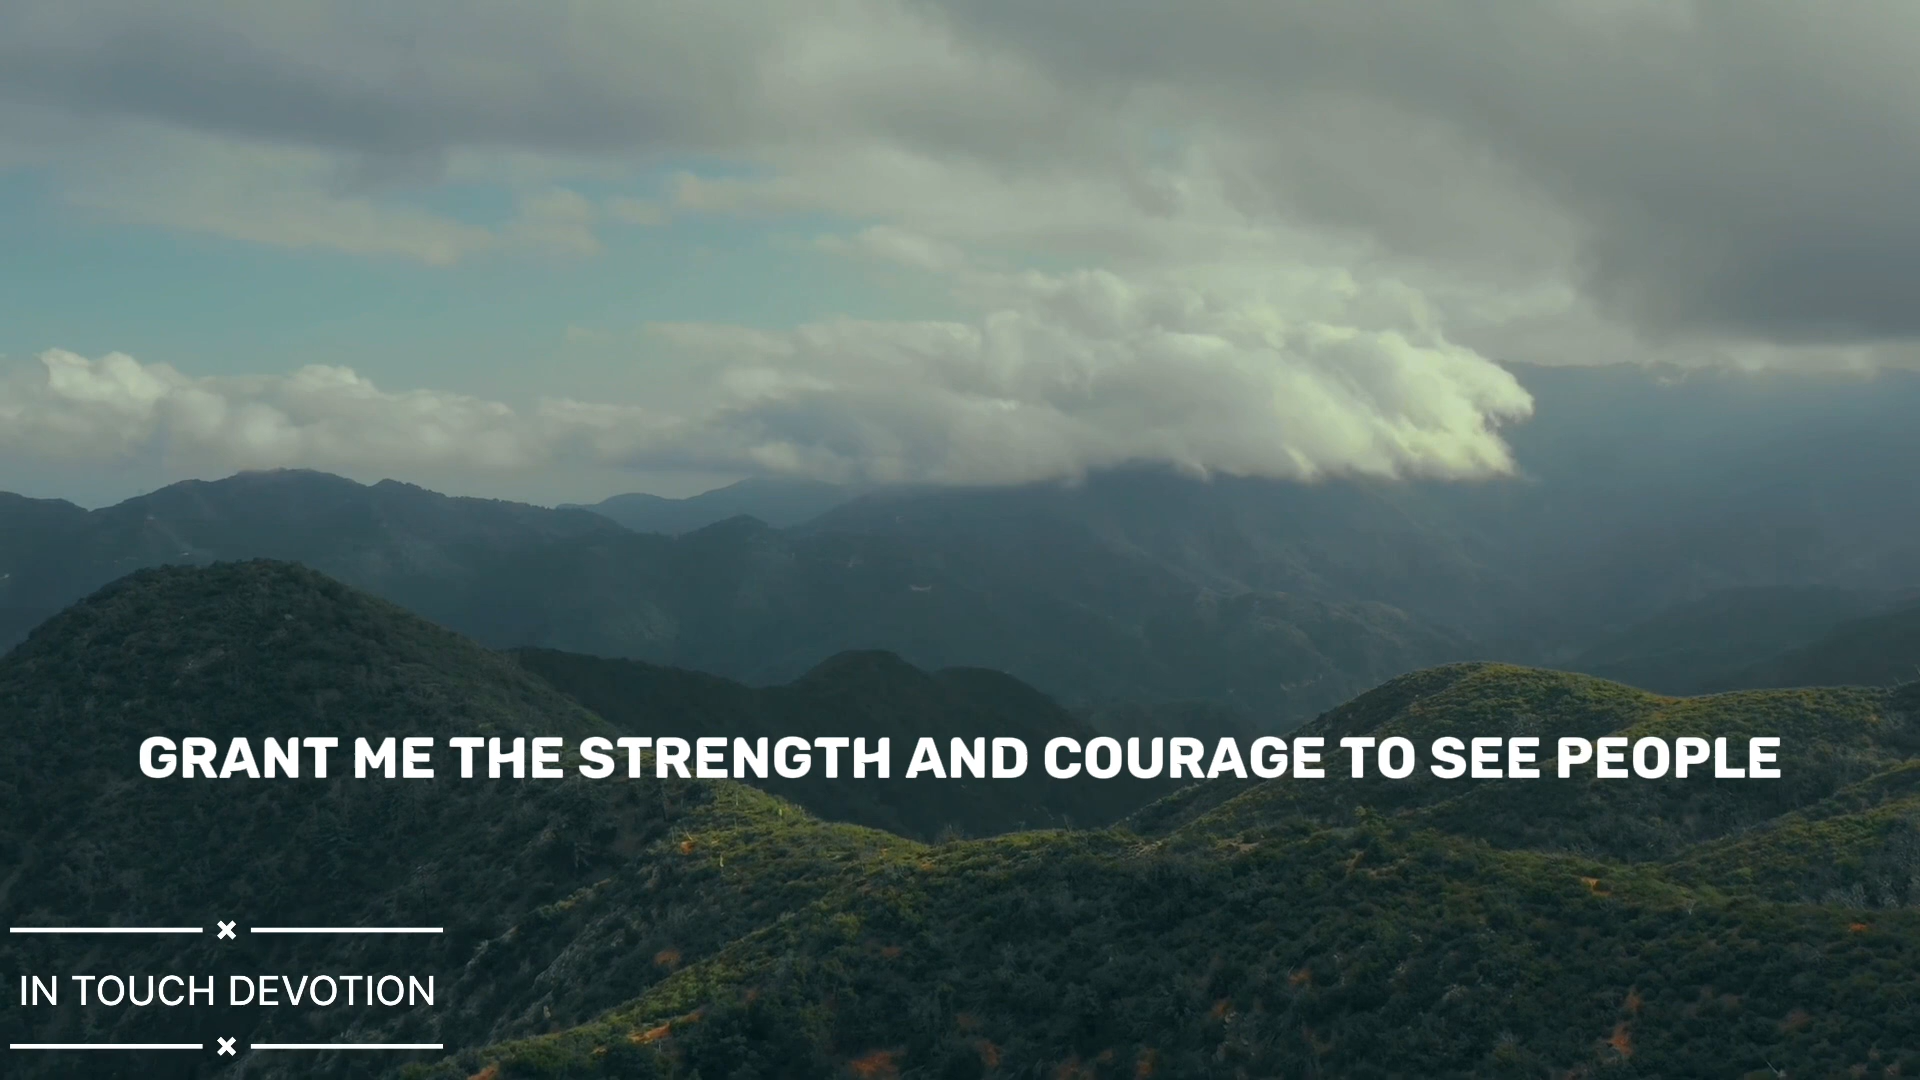 GRANT ME THE STRENGTH AND COURAGE TO SEE PEOPLE
IN TOUCH DEVOTION